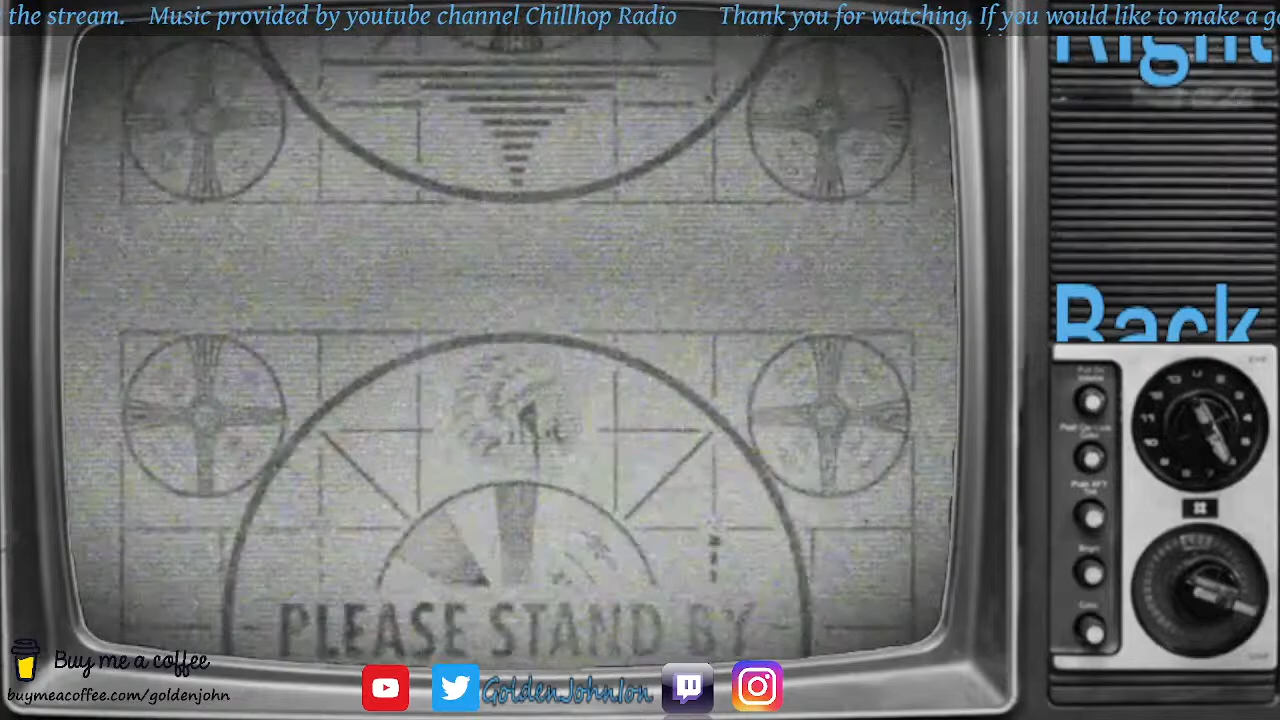 the stream. Music provided by youtube channel Chillhop Radio Thank you for watching. If you would like to make a
Right
Back
PLEASE STAND BY
Buy me a coffee
buymeacoffee.com/goldenjohn
GoldenJohnIon